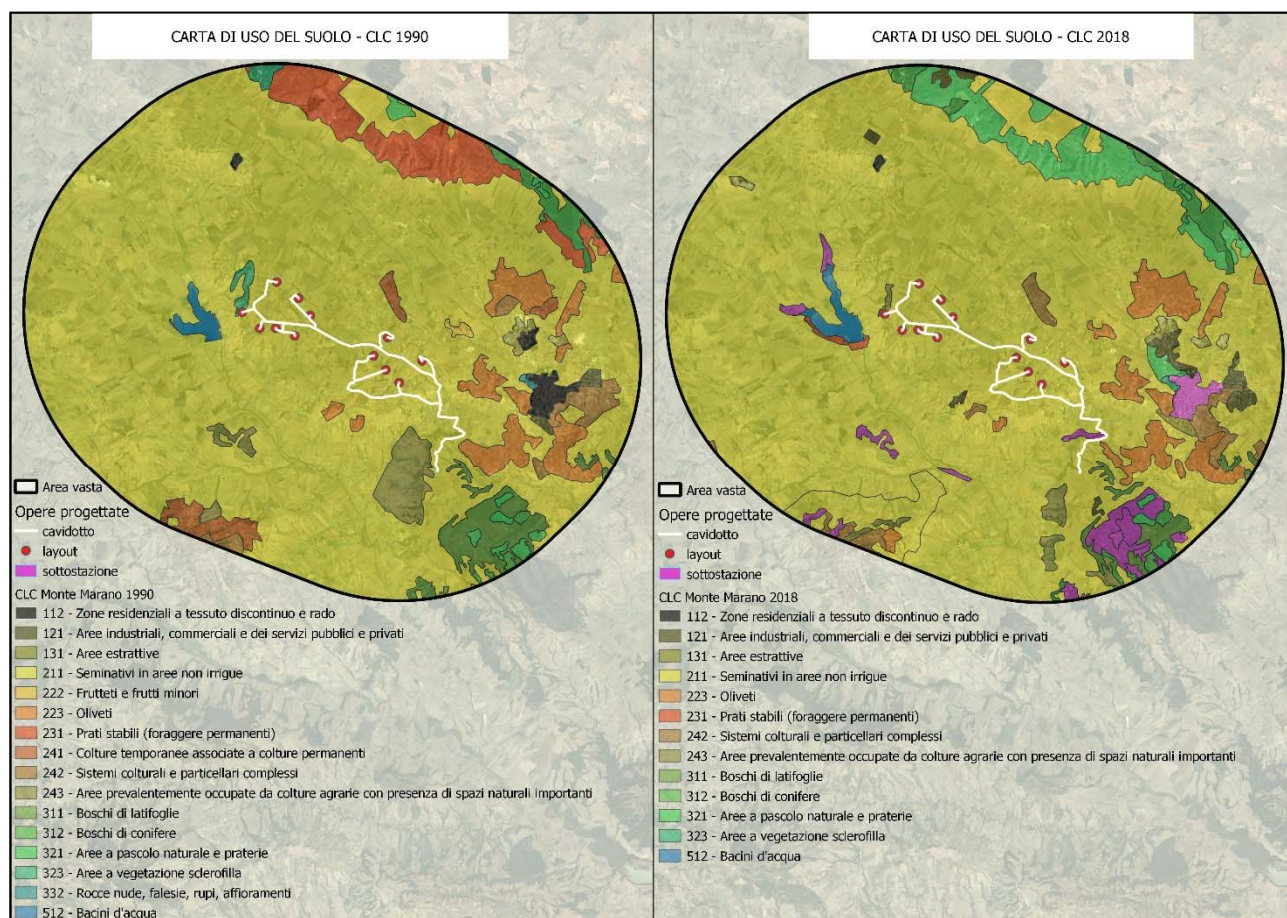 CARTA DI USO DEL SUOLO - CLC 1990
Area vasta
Opere progettate
cavidotto
layout
sottostazione
CLC Monte Marano 1990
112 - Zone residenziali a tessuto discontinuo e rado
121 - Aree industriali, commerciali e dei servizi pubblici e privati
131 - Aree estrattive
211 - Seminativi in aree non irrigue
222 - Frutteti e frutti minori
223 - Oliveti
231 - Prati stabili (foraggere permanenti)
241 - Colture temporanee associate a colture permanenti
242 - Sistemi colturali e particellari complessi
243 - Aree prevalentemente occupate da colture agrarie con presenza di spazi naturali importanti
311 - Boschi di latifoglie
312 - Boschi di conifere
321 - Aree a pascolo naturale e praterie
323 - Aree a vegetazione sclerofilla
332 - Rocce nude, falesie, rupi, affioramenti
512 - Bacini d'acqua
CARTA DI USO DEL SUOLO - CLC 2018
Area vasta
Opere progettate
cavidotto
layout
sottostazione
CLC Monte Marano 2018
112 - Zone residenziali a tessuto discontinuo e rado
121 - Aree industriali, commerciali e dei servizi pubblici e privati
131 - Aree estrattive
211 - Seminativi in aree non irrigue
223 - Oliveti
231 - Prati stabili (foraggere permanenti)
242 - Sistemi colturali e particellari complessi
243 - Aree prevalentemente occupate da colture agrarie con presenza di spazi naturali importanti
311 - Boschi di latifoglie
312 - Boschi di conifere
321 - Aree a pascolo naturale e praterie
323 - Aree a vegetazione sclerofilla
512 - Bacini d'acqua